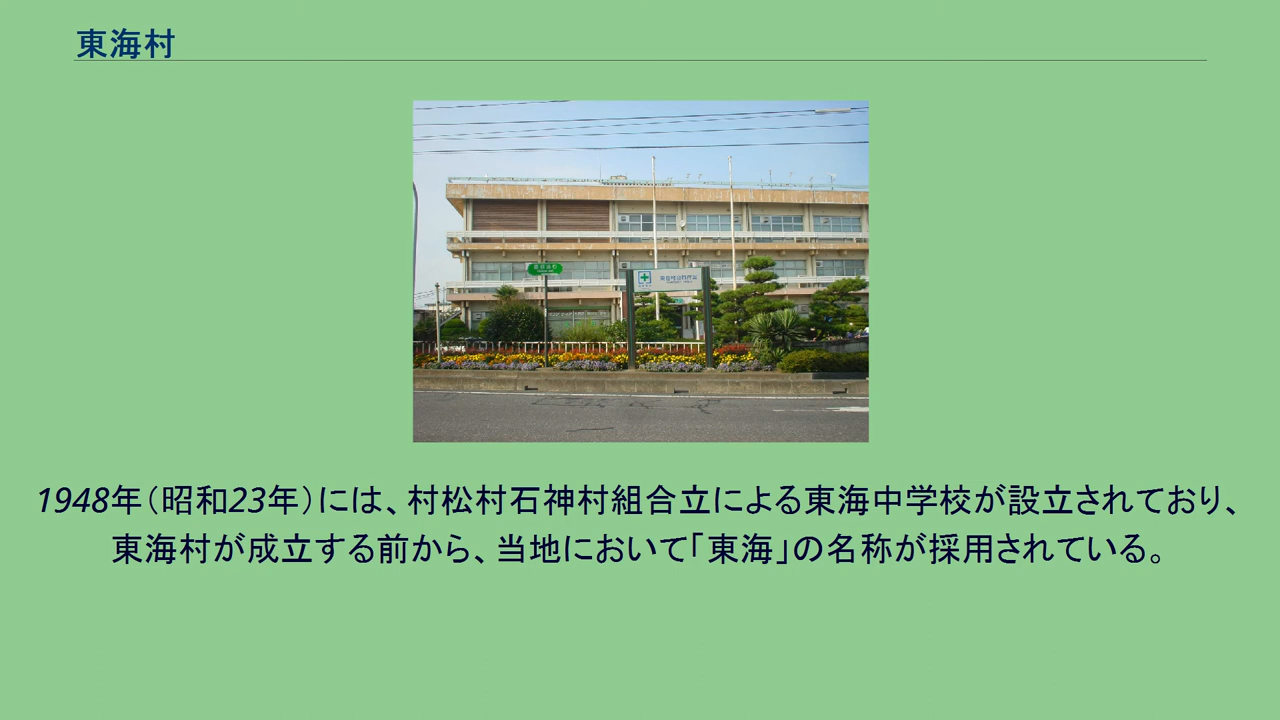 東海村
1948年（昭和23年）には、村松村石神村組合立による東海中学校が設立されており、
東海村が成立する前から、当地において「東海」の名称が採用されている。